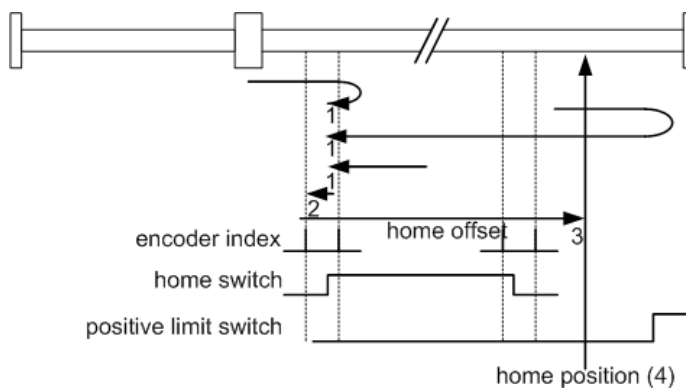 1
1
1
2
home offset
3
encoder index
home switch
positive limit switch
home position (4)